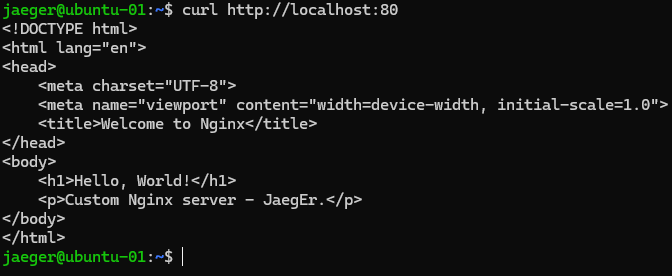 jaeger@ubuntu-01:~$ curl http://localhost:80
<!DOCTYPE html>
<html lang="en">
<head>
    <meta charset="UTF-8">
    <meta name="viewport" content="width=device-width, initial-scale=1.0">
    <title>Welcome to Nginx</title>
</head>
<body>
    <h1>Hello, World!</h1>
    <p>Custom Nginx server - JaegEr.</p>
</body>
</html>
jaeger@ubuntu-01:~$